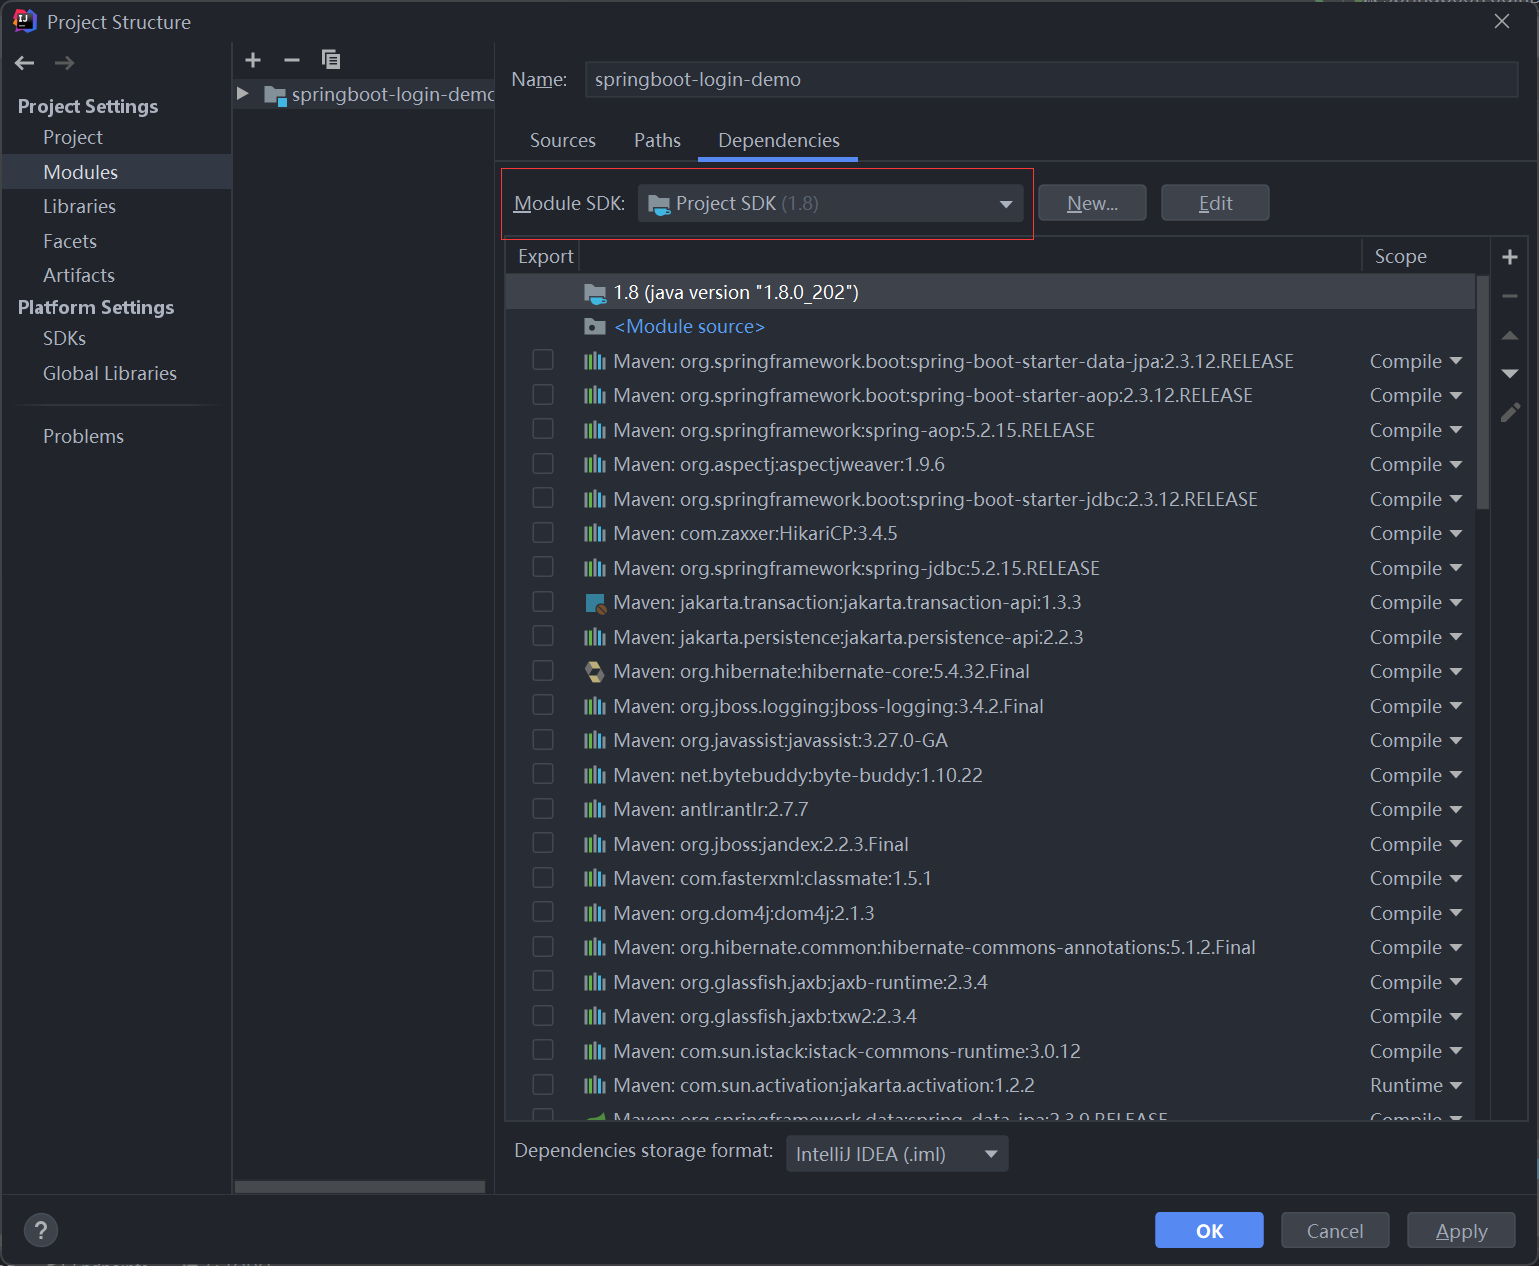 Project Structure
Project Settings
Project
Modules
Libraries
Facets
Artifacts
Platform Settings
SDKs
Global Libraries
Problems
springboot-login-demo
Name: springboot-login-demo
Sources Paths Dependencies
Module SDK: Project SDK (1.8) New... Edit
Export Scope
1.8 (java version "1.8.0_202")
<Module source>
Maven: org.springframework.boot:spring-boot-starter-data-jpa:2.3.12.RELEASE Compile
Maven: org.springframework.boot:spring-boot-starter-aop:2.3.12.RELEASE Compile
Maven: org.springframework:spring-aop:5.2.15.RELEASE Compile
Maven: org.aspectj:aspectjweaver:1.9.6 Compile
Maven: org.springframework.boot:spring-boot-starter-jdbc:2.3.12.RELEASE Compile
Maven: com.zaxxer:HikariCP:3.4.5 Compile
Maven: org.springframework:spring-jdbc:5.2.15.RELEASE Compile
Maven: jakarta.transaction:jakarta.transaction-api:1.3.3 Compile
Maven: jakarta.persistence:jakarta.persistence-api:2.2.3 Compile
Maven: org.hibernate:hibernate-core:5.4.32.Final Compile
Maven: org.jboss.logging:jboss-logging:3.4.2.Final Compile
Maven: org.javassist:javassist:3.27.0-GA Compile
Maven: net.bytebuddy:byte-buddy:1.10.22 Compile
Maven: antlr:antlr:2.7.7 Compile
Maven: org.jboss:jandex:2.2.3.Final Compile
Maven: com.fasterxml:classmate:1.5.1 Compile
Maven: org.dom4j:dom4j:2.1.3 Compile
Maven: org.hibernate.common:hibernate-commons-annotations:5.1.2.Final Compile
Maven: org.glassfish.jaxb:jaxb-runtime:2.3.4 Compile
Maven: org.glassfish.jaxb:txw2:2.3.4 Compile
Maven: com.sun.istack:istack-commons-runtime:3.0.12 Compile
Maven: com.sun.activation:jakarta.activation:1.2.2 Runtime
Maven: org.springframework.data:spring-data-jpa:2.3.9.RELEASE Compile
Dependencies storage format: IntelliJ IDEA (.iml)
? OK Cancel Apply